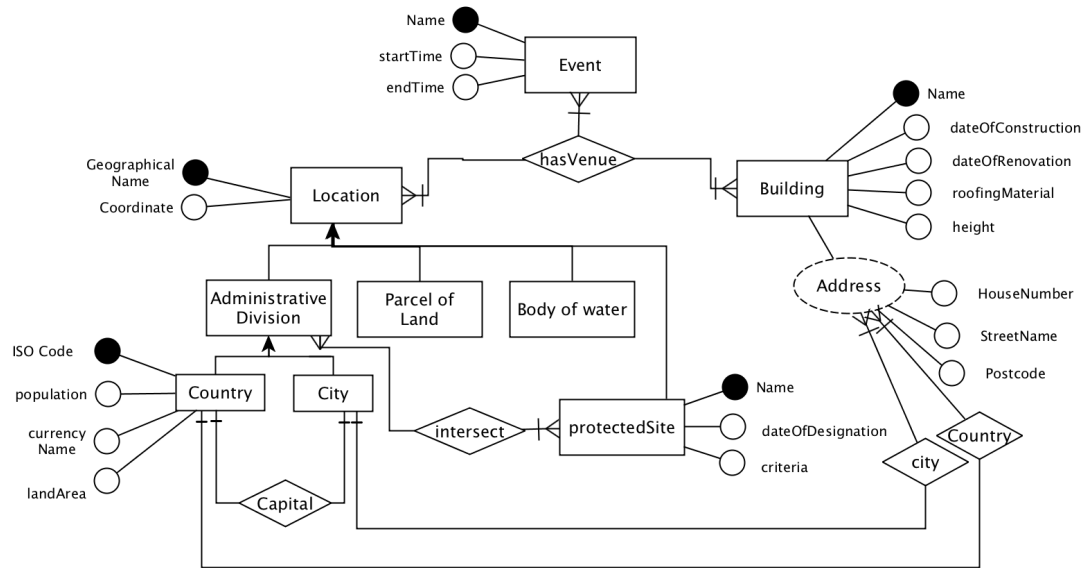 Name
startTime
endTime
Event
hasVenue
Geographical
Name
Coordinate
Location
Building
Name
dateOfConstruction
dateOfRenovation
roofingMaterial
height
Administrative
Division
Parcel of
Land
Body of water
Address
HouseNumber
StreetName
Postcode
ISO Code
population
currency
Name
landArea
Country
City
Capital
intersect
protectedSite
Name
dateOfDesignation
criteria
city
Country